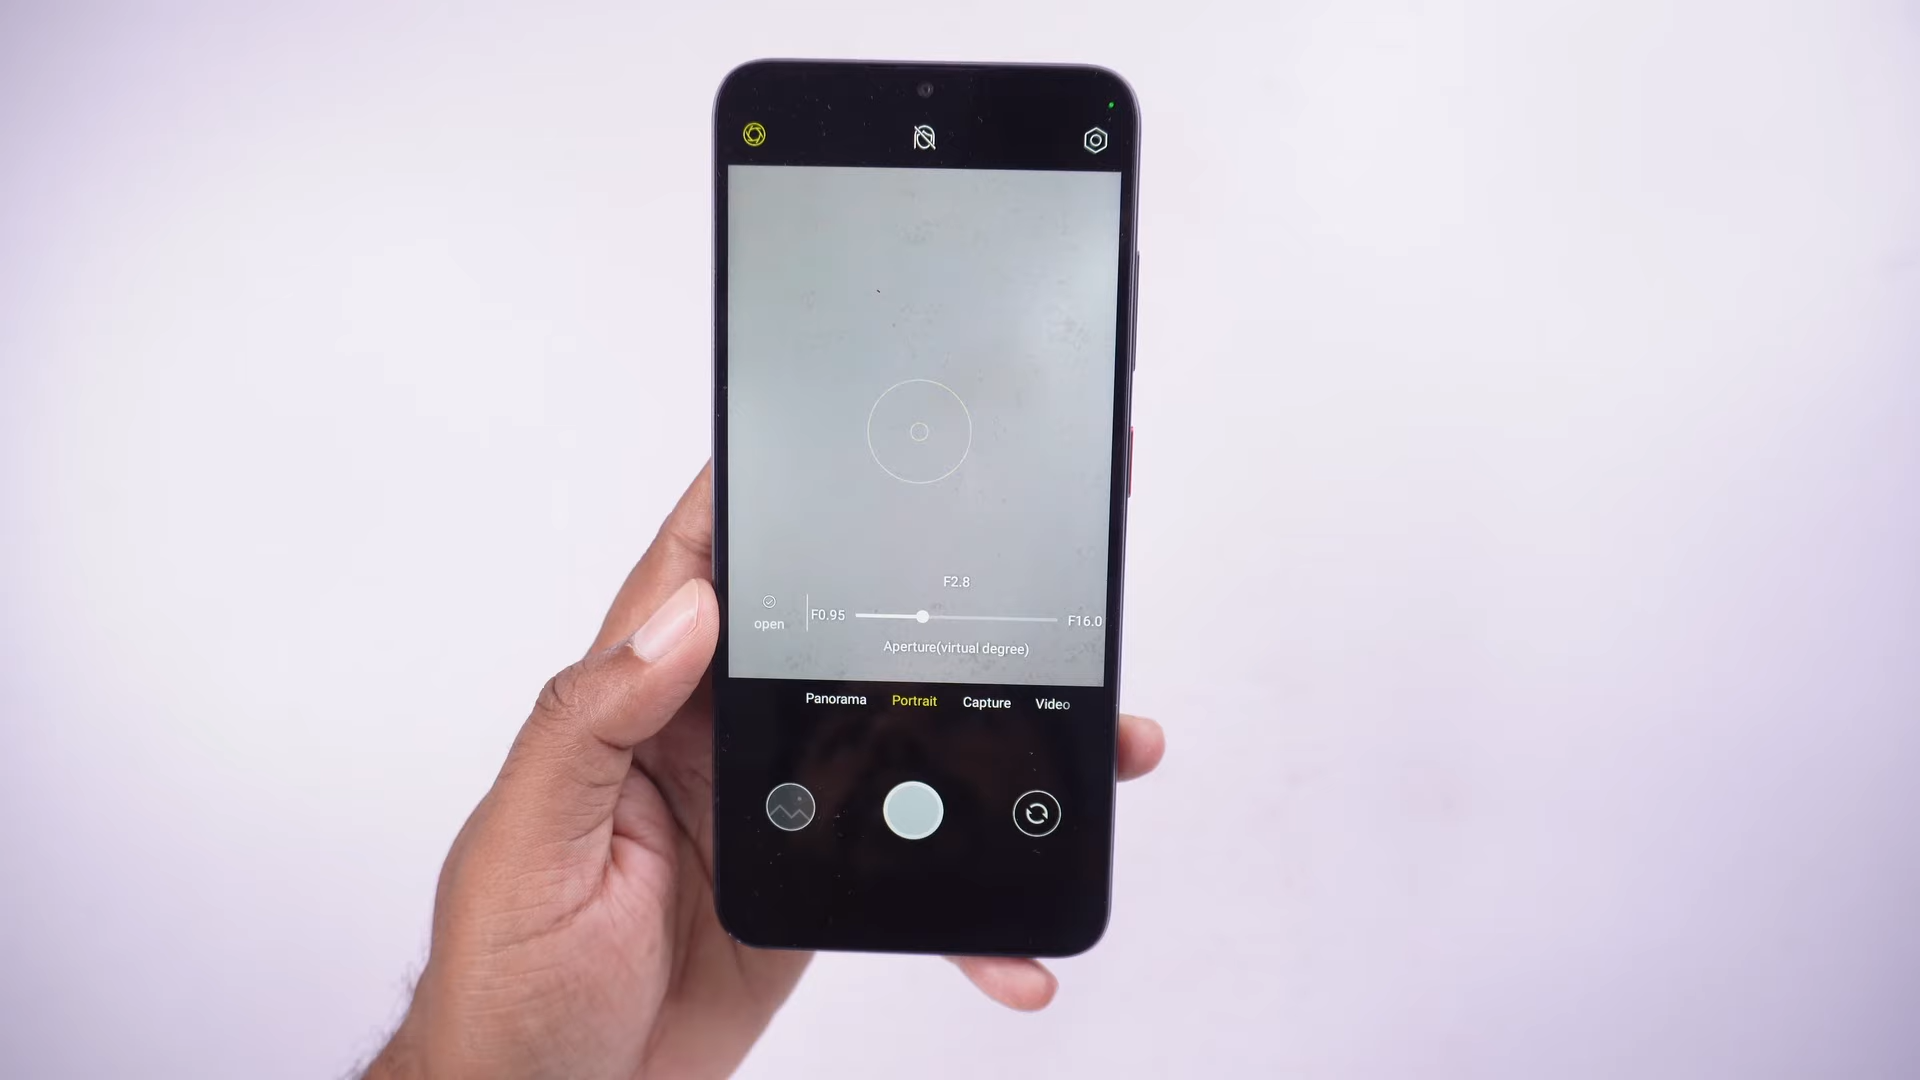 F2.8
open
F0.95
F16.0
Aperture(virtual degree)
Panorama Portrait Capture Video